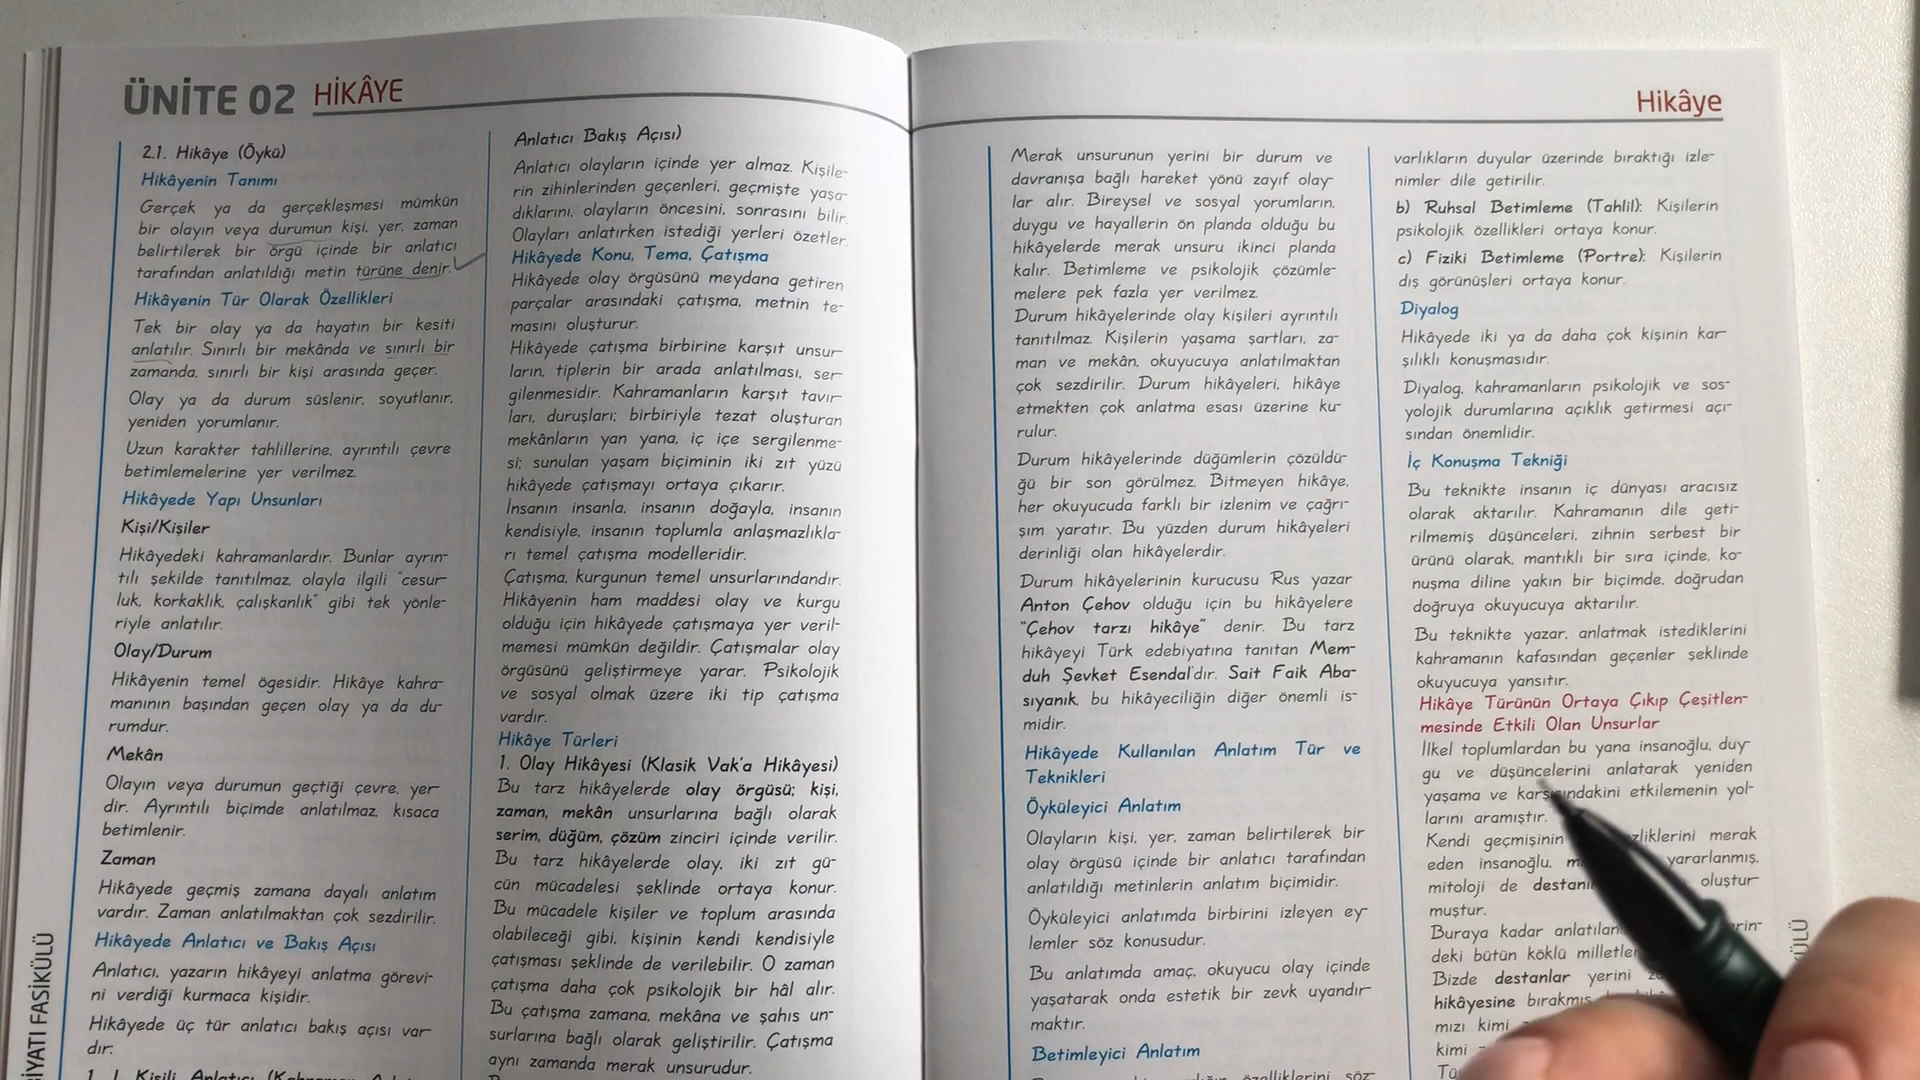 ÜNİTE 02 HİKÂYE
2.1. Hikâye (Öykü)
Hikâyenin Tanımı
Gerçek ya da gerçekleşmesi mümkün
bir olayın veya durumun kişi, yer, zaman
belirtilerek bir örgü içinde bir anlatıcı
tarafından anlatıldığı metin türüne denir.
Hikâyenin Tür Olarak Özellikleri
Tek bir olay ya da hayatın bir kesiti
anlatılır. Sınırlı bir mekânda ve sınırlı bir
zamanda, sınırlı bir kişi arasında geçer.
Olay ya da durum süslenir, soyutlanır,
yeniden yorumlanır.
Uzun karakter tahlillerine, ayrıntılı çevre
betimlemelerine yer verilmez.
Hikâyede Yapı Unsunları
Kişi/Kişiler
Hikâyedeki kahramanlardır. Bunlar ayrın-
tılı şekilde tanıtılmaz, olayla ilgili "cesur-
luk, korkaklık, çalışkanlık" gibi tek yönle-
riyle anlatılır.
Olay/Durum
Hikâyenin temel ögesidir. Hikâye kahra-
manının başından geçen olay ya da du-
rumdur.
Mekân
Olayın veya durumun geçtiği çevre, yer-
dir. Ayrıntılı biçimde anlatılmaz, kısaca
betimlenir.
Zaman
Hikâyede geçmiş zamana dayalı anlatım
vardır. Zaman anlatılmaktan çok sezdirilir.
Hikâyede Anlatıcı ve Bakış Açısı
Anlatıcı, yazarın hikâyeyi anlatma görevi-
ni verdiği kurmaca kişidir.
Hikâyede üç tür anlatıcı bakış açısı var-
dır:
1. I. Kişili Anlatıcı (Kahraman
Anlatıcı Bakış Açısı)
Anlatıcı olayların içinde yer almaz. Kişile-
rin zihinlerinden geçenleri, geçmişte yaşa-
dıklarını, olayların öncesini, sonrasını bilir.
Olayları anlatırken istediği yerleri özetler.
Hikâyede Konu, Tema, Çatışma
Hikâyede olay örgüsünü meydana getiren
parçalar arasındaki çatışma, metnin te-
masını oluşturur.
Hikâyede çatışma birbirine karşıt unsur-
ların, tiplerin bir arada anlatılması, ser-
gilenmesidir. Kahramanların karşıt tavır-
ları, duruşları; birbiriyle tezat oluşturan
mekânların yan yana, iç içe sergilenme-
si; sunulan yaşam biçiminin iki zıt yüzü
hikâyede çatışmayı ortaya çıkarır.
İnsanın insanla, insanın doğayla, insanın
kendisiyle, insanın toplumla anlaşmazlıkla-
rı temel çatışma modelleridir.
Çatışma, kurgunun temel unsurlarındandır.
Hikâyenin ham maddesi olay ve kurgu
olduğu için hikâyede çatışmaya yer veril-
memesi mümkün değildir. Çatışmalar olay
örgüsünü geliştirmeye yarar. Psikolojik
ve sosyal olmak üzere iki tip çatışma
vardır.
Hikâye Türleri
1. Olay Hikâyesi (Klasik Vak'a Hikâyesi)
Bu tarz hikâyelerde olay örgüsü; kişi,
zaman, mekân unsurlarına bağlı olarak
serim, düğüm, çözüm zinciri içinde verilir.
Bu tarz hikâyelerde olay, iki zıt gü-
cün mücadelesi şeklinde ortaya konur.
Bu mücadele kişiler ve toplum arasında
olabileceği gibi, kişinin kendi kendisiyle
çatışması şeklinde de verilebilir. O zaman
çatışma daha çok psikolojik bir hâl alır.
Bu çatışma zamana, mekâna ve şahıs un-
surlarına bağlı olarak geliştirilir. Çatışma
aynı zamanda merak unsurudur.
GİYATI FASİKÜLÜ
Hikâye
Merak unsurunun yerini bir durum ve
davranışa bağlı hareket yönü zayıf olay-
lar alır. Bireysel ve sosyal yorumların,
duygu ve hayallerin ön planda olduğu bu
hikâyelerde merak unsuru ikinci planda
kalır. Betimleme ve psikolojik çözümle-
melere pek fazla yer verilmez.
Durum hikâyelerinde olay kişileri ayrıntılı
tanıtılmaz. Kişilerin yaşama şartları, za-
man ve mekân, okuyucuya anlatılmaktan
çok sezdirilir. Durum hikâyeleri, hikâye
etmekten çok anlatma esası üzerine ku-
rulur.
Durum hikâyelerinde düğümlerin çözüldü-
ğü bir son görülmez. Bitmeyen hikâye,
her okuyucuda farklı bir izlenim ve çağrı-
şım yaratır. Bu yüzden durum hikâyeleri
derinliği olan hikâyelerdir.
Durum hikâyelerinin kurucusu Rus yazar
Anton Çehov olduğu için bu hikâyelere
"Çehov tarzı hikâye" denir. Bu tarz
hikâyeyi Türk edebiyatına tanıtan Mem-
duh Şevket Esendal'dır. Sait Faik Aba-
sıyanık, bu hikâyeciliğin diğer önemli is-
midir.
Hikâyede Kullanılan Anlatım Tür ve
Teknikleri
Öyküleyici Anlatım
Olayların kişi, yer, zaman belirtilerek bir
olay örgüsü içinde bir anlatıcı tarafından
anlatıldığı metinlerin anlatım biçimidir.
Öyküleyici anlatımda birbirini izleyen ey-
lemler söz konusudur.
Bu anlatımda amaç, okuyucu olay içinde
yaşatarak onda estetik bir zevk uyandır-
maktır.
Betimleyici Anlatım
özelliklerini söz-
varlıkların duyular üzerinde bıraktığı izle-
nimler dile getirilir.
b) Ruhsal Betimleme (Tahlil): Kişilerin
psikolojik özellikleri ortaya konur.
c) Fiziki Betimleme (Portre): Kişilerin
dış görünüşleri ortaya konur.
Diyalog
Hikâyede iki ya da daha çok kişinin kar-
şılıklı konuşmasıdır.
Diyalog, kahramanların psikolojik ve sos-
yolojik durumlarına açıklık getirmesi açı-
sından önemlidir.
İç Konuşma Tekniği
Bu teknikte insanın iç dünyası aracısız
olarak aktarılır. Kahramanın dile geti-
rilmemiş düşünceleri, zihnin serbest bir
ürünü olarak, mantıklı bir sıra içinde, ko-
nuşma diline yakın bir biçimde, doğrudan
doğruya okuyucuya aktarılır.
Bu teknikte yazar, anlatmak istediklerini
kahramanın kafasından geçenler şeklinde
okuyucuya yansıtır.
Hikâye Türünün Ortaya Çıkıp Çeşitlen-
mesinde Etkili Olan Unsurlar
İlkel toplumlardan bu yana insanoğlu, duy-
gu ve düşüncelerini anlatarak yeniden
yaşama ve karşısındakini etkilemenin yol-
larını aramıştır.
Kendi geçmişinin merak
eden insanoğlu, yararlanmış,
mitoloji de oluştur-
muştur.
Buraya kadar
deki bütün köklü
Bizde destanlar yerini
hikâyesine bırakmış
mızı kimi
kimi